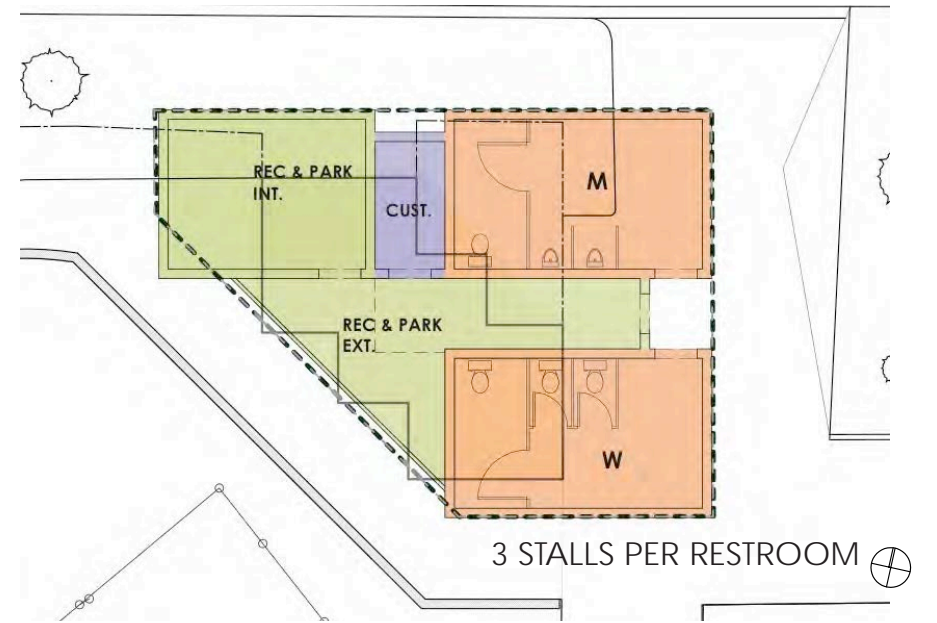 REC & PARK
INT.
CUST.
M
REC & PARK
EXT.
W
3 STALLS PER RESTROOM